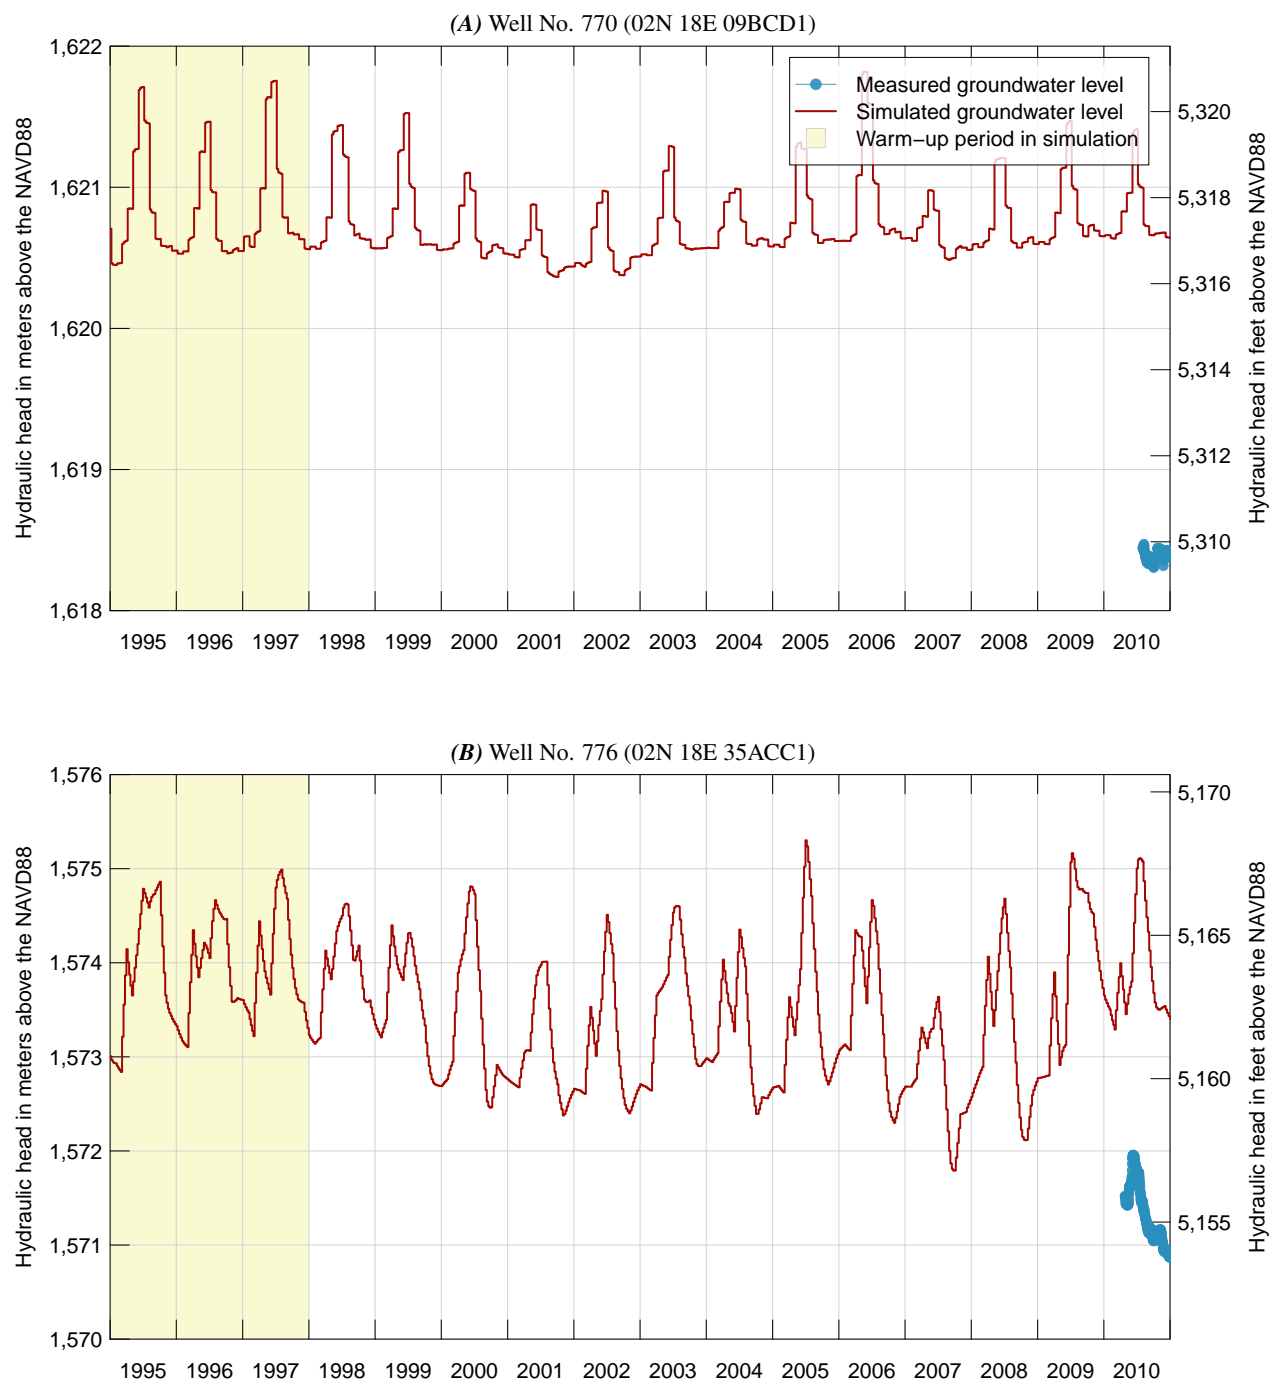 (A) Well No. 770 (02N 18E 09BCD1)
Hydraulic head in meters above the NAVD88
1,622
1,621
1,620
1,619
1,618
Measured groundwater level
Simulated groundwater level
Warm−up period in simulation
5,320
5,318
5,316
5,314
5,312
5,310
Hydraulic head in feet above the NAVD88
1995 1996 1997 1998 1999 2000 2001 2002 2003 2004 2005 2006 2007 2008 2009 2010
(B) Well No. 776 (02N 18E 35ACC1)
Hydraulic head in meters above the NAVD88
1,576
1,575
1,574
1,573
1,572
1,571
1,570
5,170
5,165
5,160
5,155
Hydraulic head in feet above the NAVD88
1995 1996 1997 1998 1999 2000 2001 2002 2003 2004 2005 2006 2007 2008 2009 2010